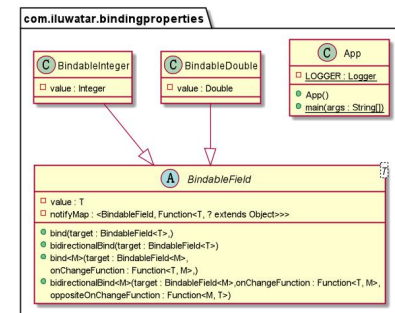 com.iluwatar.bindingproperties
C BindableInteger
value : Integer
C BindableDouble
value : Double
C App
LOGGER : Logger
App()
main(args : String[])
A BindableField
T
value : T
notifyMap : <BindableField, Function<T, ? extends Object>>>
bind(target : BindableField<T>,)
bidirectionalBind(target : BindableField<T>)
bind<M>(target : BindableField<M>,
onChangeFunction : Function<T, M>,)
bidirectionalBind<M>(target : BindableField<M>,onChangeFunction : Function<T, M>,
oppositeOnChangeFunction : Function<M, T>)